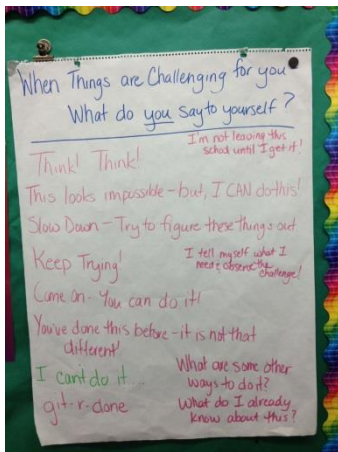 When Things are Challenging for you
What do you say to yourself?
I'm not leaving this
school until I get it!
Think! Think!
This looks impossible - but, I CAN do this!
Slow Down - Try to figure these things out
Keep Trying!
I tell myself what I
need & observe the
challenge!
Come on - You can do it!
You've done this before - it is not that
different!
I can't do it....
git-r-done
What are some other
ways to do it?
What do I already
know about this?